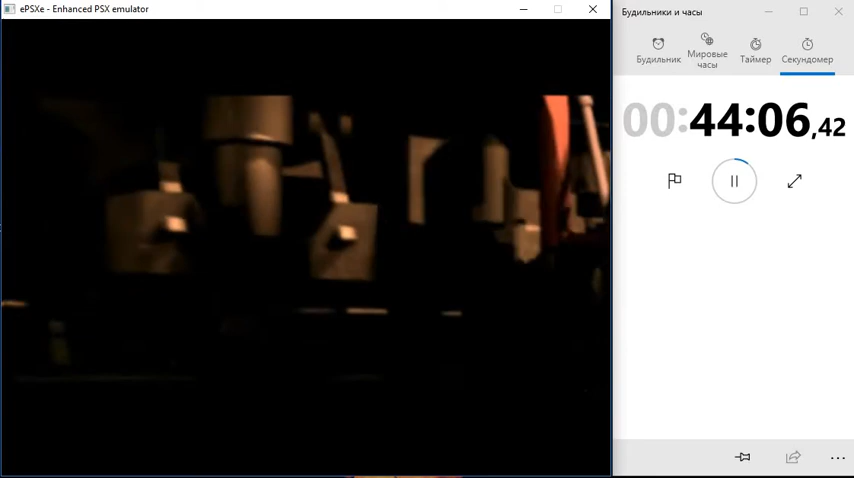 ePSXe - Enhanced PSX emulator
Будильники и часы
Будильник
Мировые
часы
Таймер
Секундомер
00:44:06,42